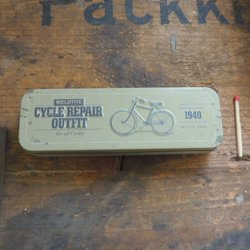 Packk
WELDTITE
CYCLE REPAIR
OUTFIT
for all Cycles
1940